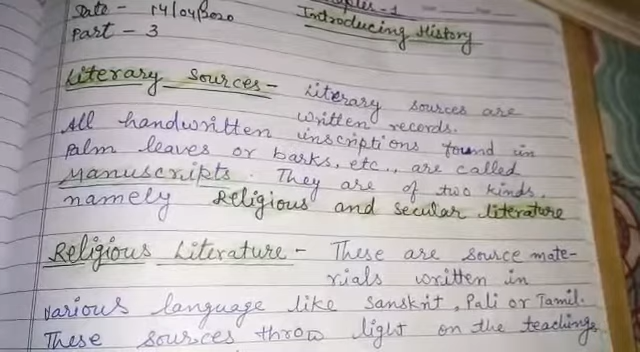 Date - 14/04/2020
Introducing History
Part - 3
Literary Sources - Literary sources are
written records.
All handwritten inscriptions found in
palm leaves or barks, etc., are called
Manuscripts. They are of two kinds,
namely Religious and secular literature
Religious Literature - These are source mate-
rials written in
various language like Sanskrit, Pali or Tamil.
These sources throw light on the teachings